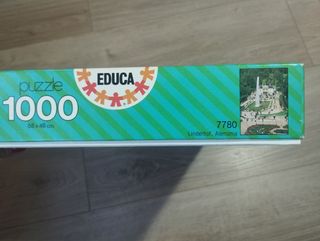 puzzle
1000
68 x 48 cm
EDUCA
7780
Linderhof, Alemania